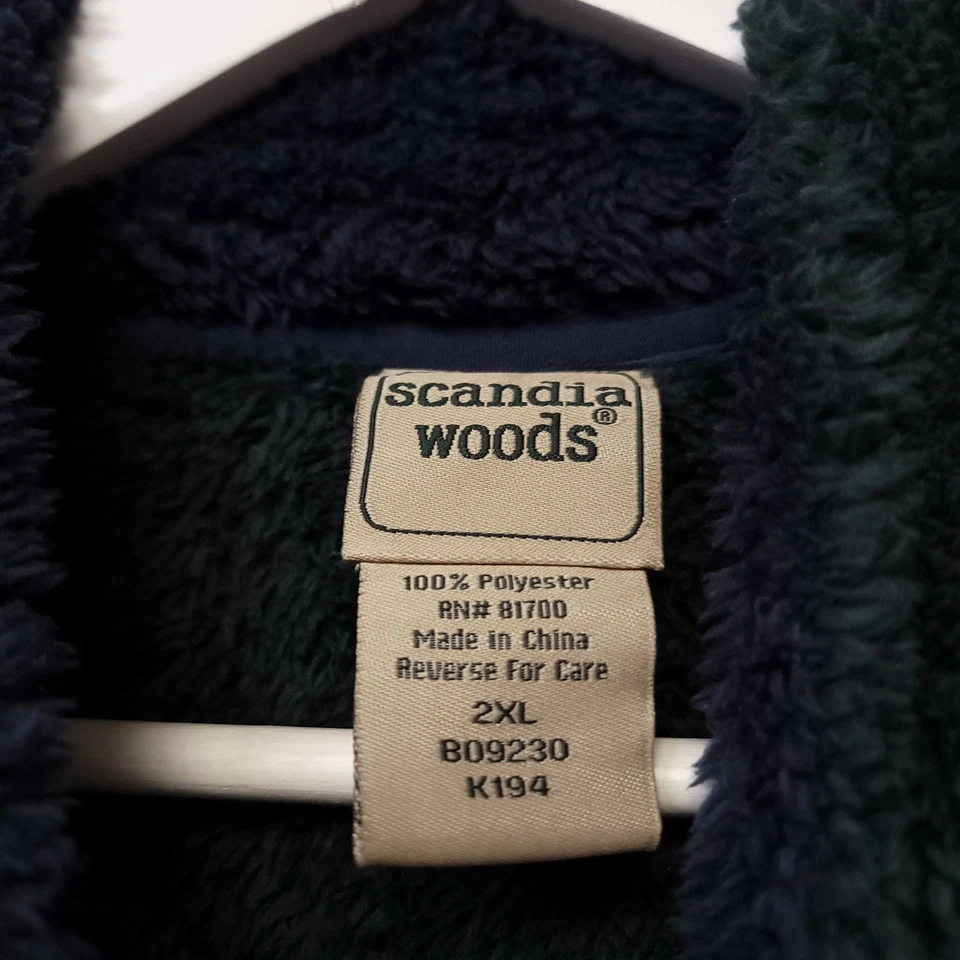 scandia
woods®
100% Polyester
RN# 81700
Made in China
Reverse For Care
2XL
B09230
K194